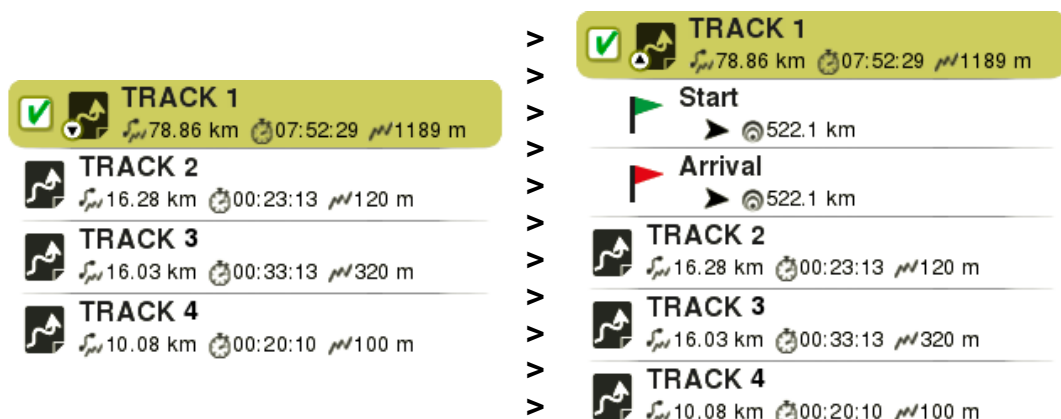 TRACK 1
78.86 km 07:52:29 1189 m
TRACK 2
16.28 km 00:23:13 120 m
TRACK 3
16.03 km 00:33:13 320 m
TRACK 4
10.08 km 00:20:10 100 m
>
>
>
>
>
>
>
>
>
>
>
TRACK 1
78.86 km 07:52:29 1189 m
Start
522.1 km
Arrival
522.1 km
TRACK 2
16.28 km 00:23:13 120 m
TRACK 3
16.03 km 00:33:13 320 m
TRACK 4
10.08 km 00:20:10 100 m